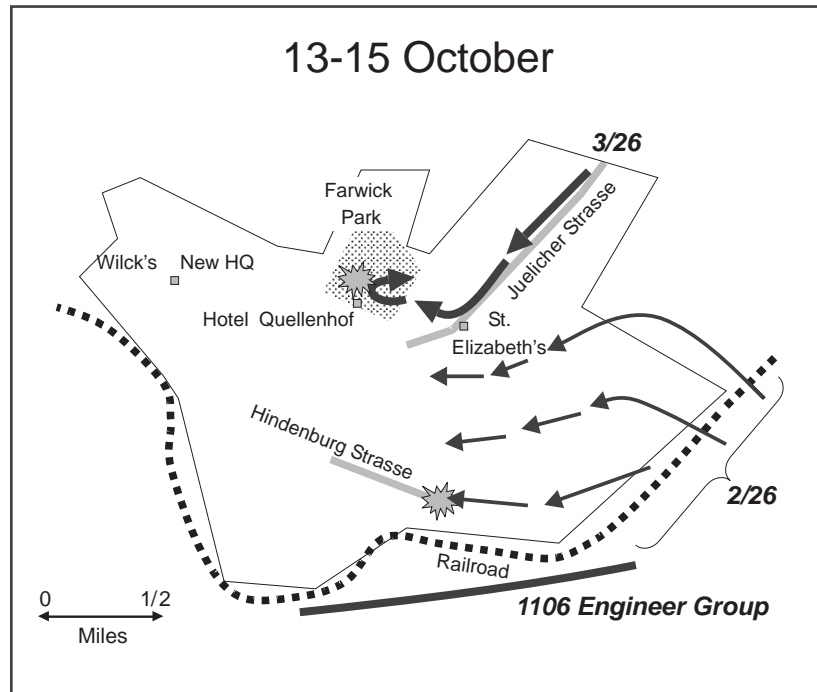 13-15 October
3/26
Farwick
Park
Juelicher Strasse
Wilck's New HQ
Hotel Quellenhof
St.
Elizabeth's
Hindenburg Strasse
2/26
Railroad
0 1/2
Miles
1106 Engineer Group